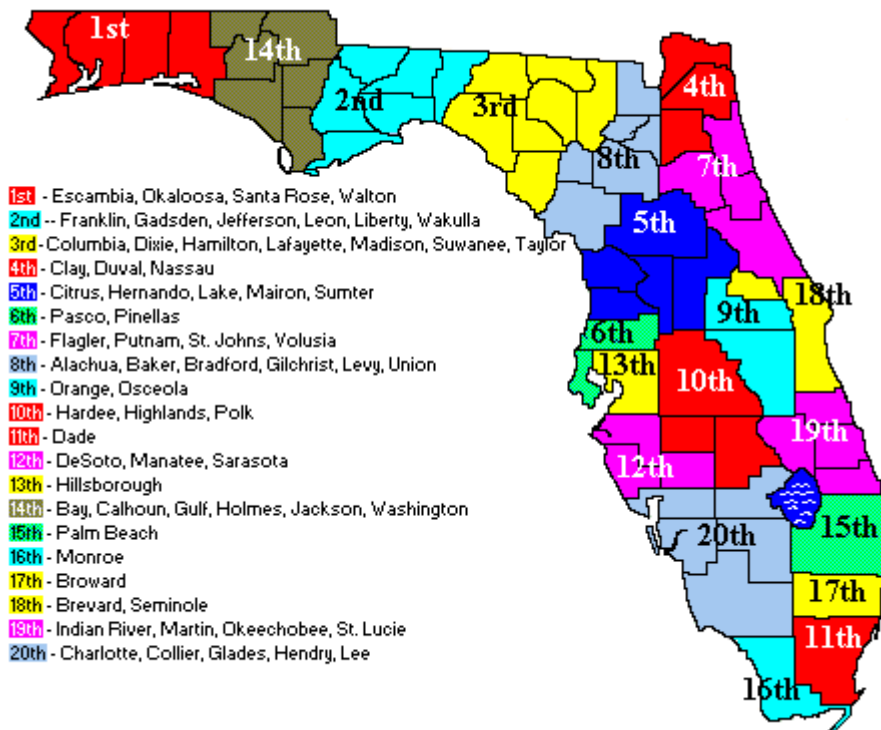 1st
14th
2nd
3rd
4th
8th
7th
5th
18th
9th
6th
13th
10th
19th
12th
20th
15th
17th
11th
16th
1st - Escambia, Okaloosa, Santa Rose, Walton
2nd -- Franklin, Gadsden, Jefferson, Leon, Liberty, Wakulla
3rd - Columbia, Dixie, Hamilton, Lafayette, Madison, Suwanee, Taylor
4th - Clay, Duval, Nassau
5th - Citrus, Hernando, Lake, Mairon, Sumter
6th - Pasco, Pinellas
7th - Flagler, Putnam, St. Johns, Volusia
8th - Alachua, Baker, Bradford, Gilchrist, Levy, Union
9th - Orange, Osceola
10th - Hardee, Highlands, Polk
11th - Dade
12th - DeSoto, Manatee, Sarasota
13th - Hillsborough
14th - Bay, Calhoun, Gulf, Holmes, Jackson, Washington
15th - Palm Beach
16th - Monroe
17th - Broward
18th - Brevard, Seminole
19th - Indian River, Martin, Okeechobee, St. Lucie
20th - Charlotte, Collier, Glades, Hendry, Lee